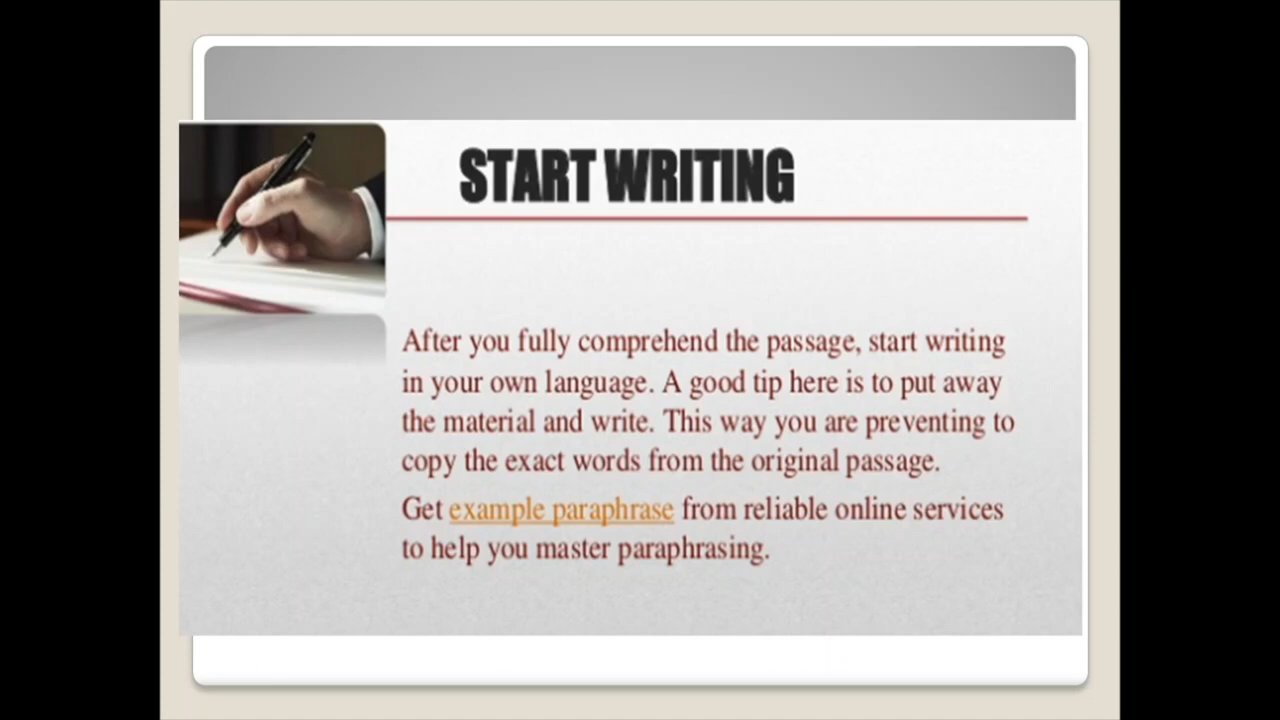 START WRITING
After you fully comprehend the passage, start writing
in your own language. A good tip here is to put away
the material and write. This way you are preventing to
copy the exact words from the original passage.
Get example paraphrase from reliable online services
to help you master paraphrasing.